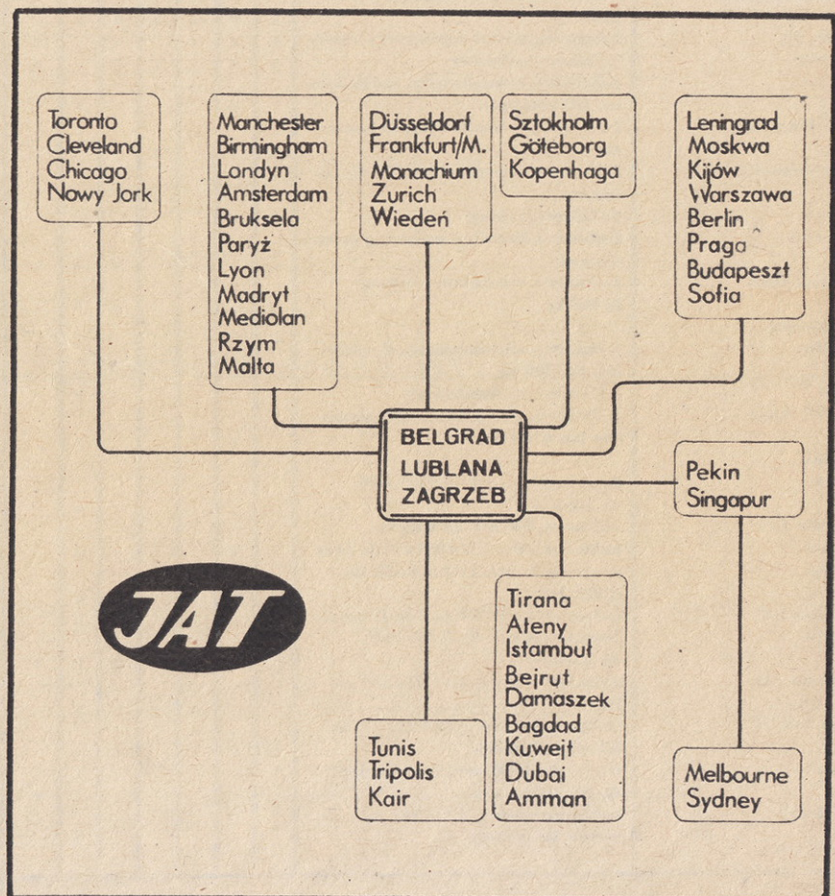 Toronto
Cleveland
Chicago
Nowy Jork
Manchester
Birmingham
Londyn
Amsterdam
Bruksela
Paryż
Lyon
Madryt
Mediolan
Rzym
Malta
Düsseldorf
Frankfurt/M.
Monachium
Zurich
Wiedeń
Sztokholm
Göteborg
Kopenhaga
Leningrad
Moskwa
Kijów
Warszawa
Berlin
Praga
Budapeszt
Sofia
BELGRAD
LUBLANA
ZAGRZEB
Pekin
Singapur
JAT
Tunis
Tripolis
Kair
Tirana
Ateny
Istambuł
Bejrut
Damaszek
Bagdad
Kuwejt
Dubai
Amman
Melbourne
Sydney